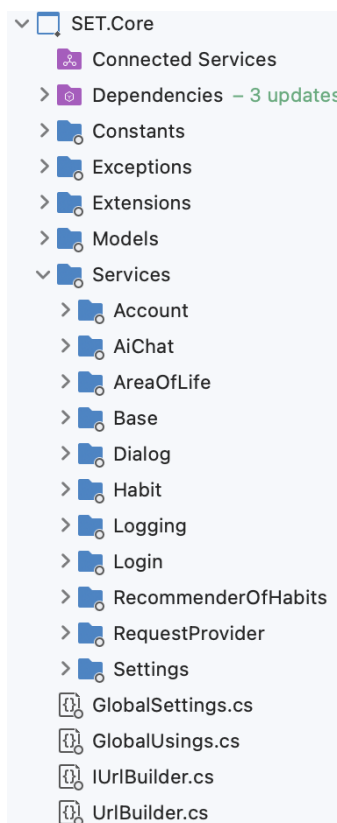 SET.Core
Connected Services
Dependencies – 3 updates
Constants
Exceptions
Extensions
Models
Services
Account
AiChat
AreaOfLife
Base
Dialog
Habit
Logging
Login
RecommenderOfHabits
RequestProvider
Settings
GlobalSettings.cs
GlobalUsings.cs
IUrlBuilder.cs
UrlBuilder.cs